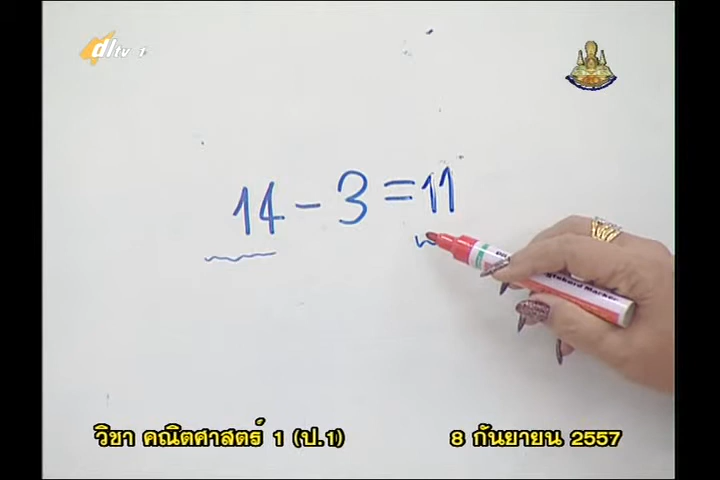 dltv 1
14 - 3 = 11
วิชา คณิตศาสตร์ 1 (ป.1)
8 กันยายน 2557